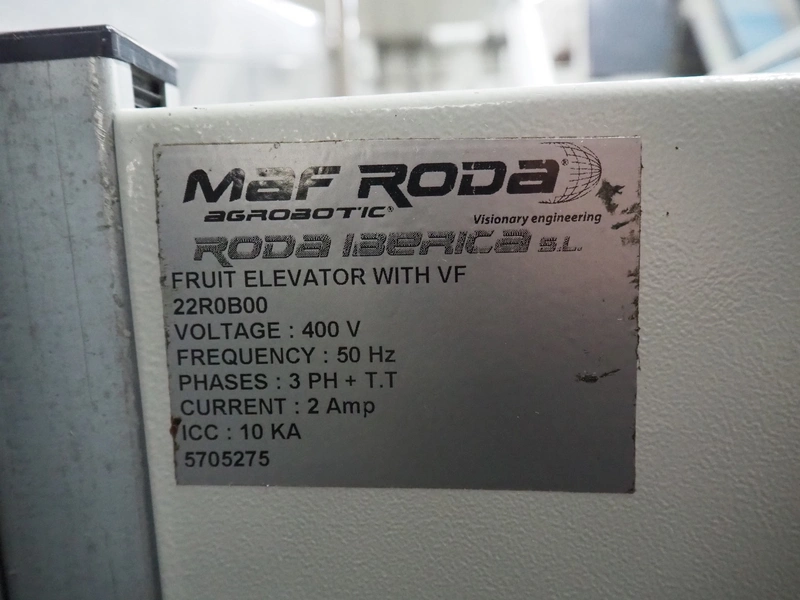 MAF RODA®
AGROBOTIC®
Visionary engineering
RODA IBERICA S.L.
FRUIT ELEVATOR WITH VF
22R0B00
VOLTAGE : 400 V
FREQUENCY : 50 Hz
PHASES : 3 PH + T.T
CURRENT : 2 Amp
ICC : 10 KA
5705275